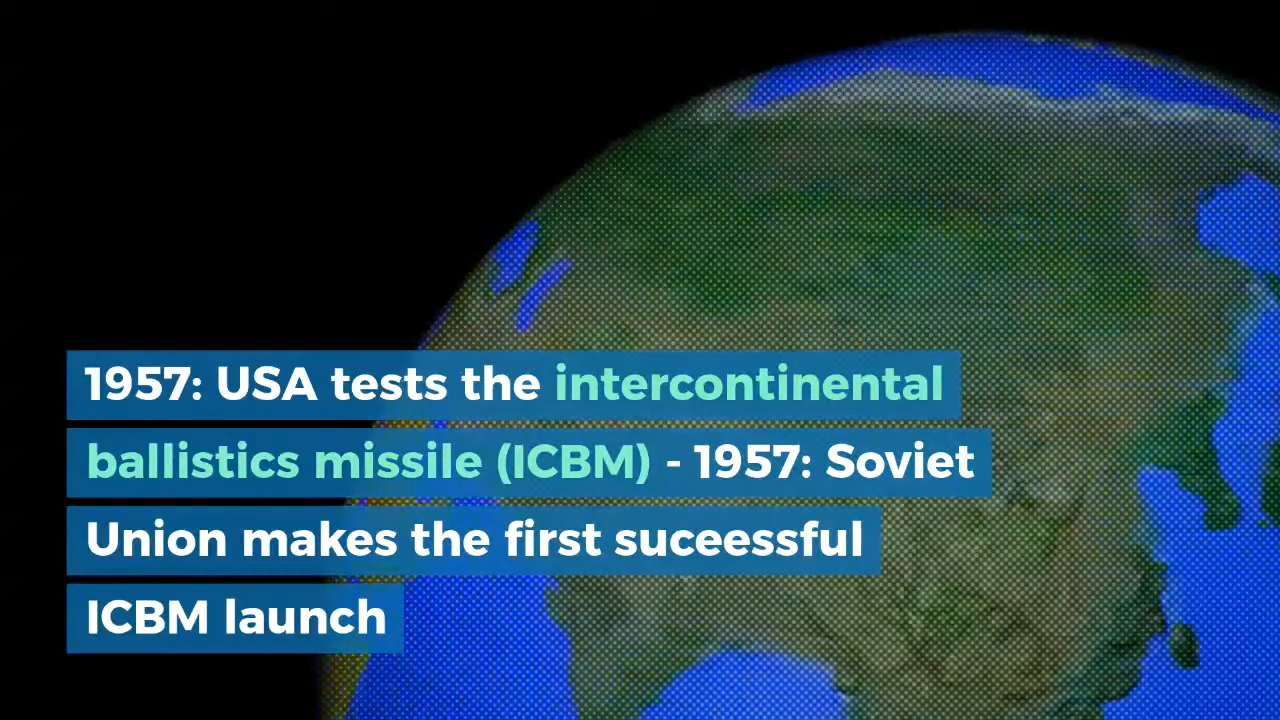 1957: USA tests the intercontinental
ballistics missile (ICBM) - 1957: Soviet
Union makes the first suceessful
ICBM launch